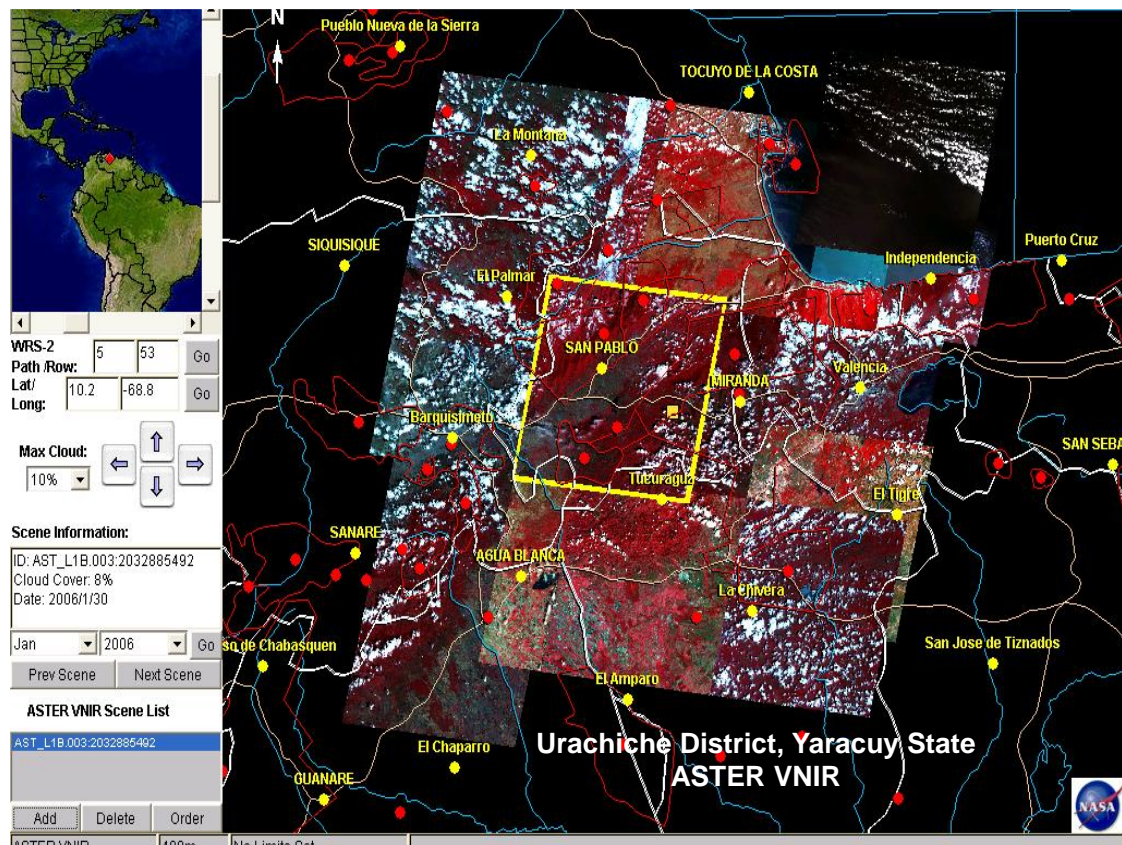 N
Pueblo Nueva de la Sierra
TOCUYO DE LA COSTA
La Montana
SIQUISIQUE
Puerto Cruz
El Palmar
Independencia
WRS-2
Path /Row:
5
53
Go
Lat/
Long:
10.2
-68.8
Go
SAN PABLO
MIRANDA
Valencia
Barquisimeto
Max Cloud:
10%
SAN SEBA
Tucuragua
El Tigre
Scene Information:
ID: AST_L1B.003:2032885492
Cloud Cover: 8%
Date: 2006/1/30
SANARE
AGUA BLANCA
La Chivera
Jan
2006
Go
so de Chabasquen
San Jose de Tiznados
Prev Scene
Next Scene
El Amparo
ASTER VNIR Scene List
AST_L1B.003:2032885492
El Chaparro
Urachiche District, Yaracuy State
ASTER VNIR
GUANARE
NASA
Add
Delete
Order